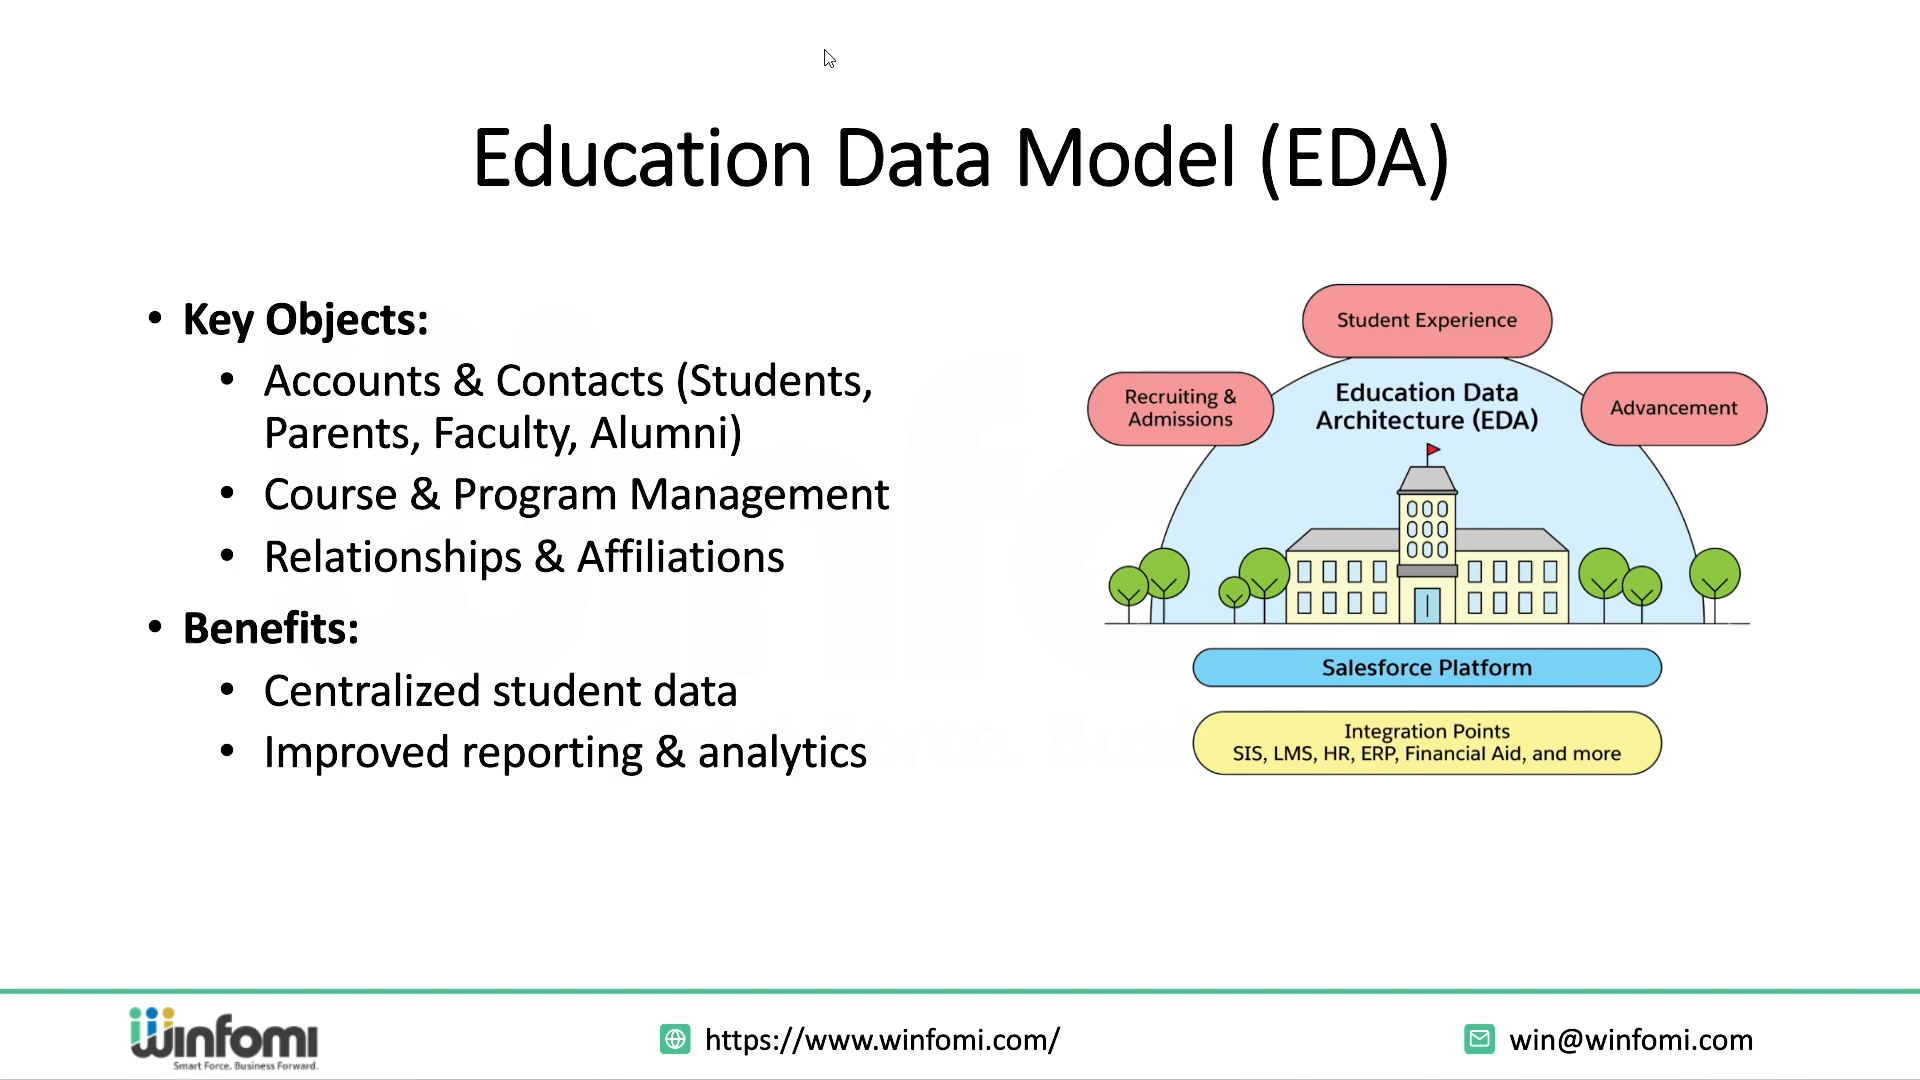 Education Data Model (EDA)
• Key Objects:
• Accounts & Contacts (Students,
Parents, Faculty, Alumni)
• Course & Program Management
• Relationships & Affiliations
• Benefits:
• Centralized student data
• Improved reporting & analytics
Student Experience
Recruiting &
Admissions
Education Data
Architecture (EDA)
Advancement
Salesforce Platform
Integration Points
SIS, LMS, HR, ERP, Financial Aid, and more
Winfomi
Smart Force. Business Forward.
https://www.winfomi.com/
win@winfomi.com